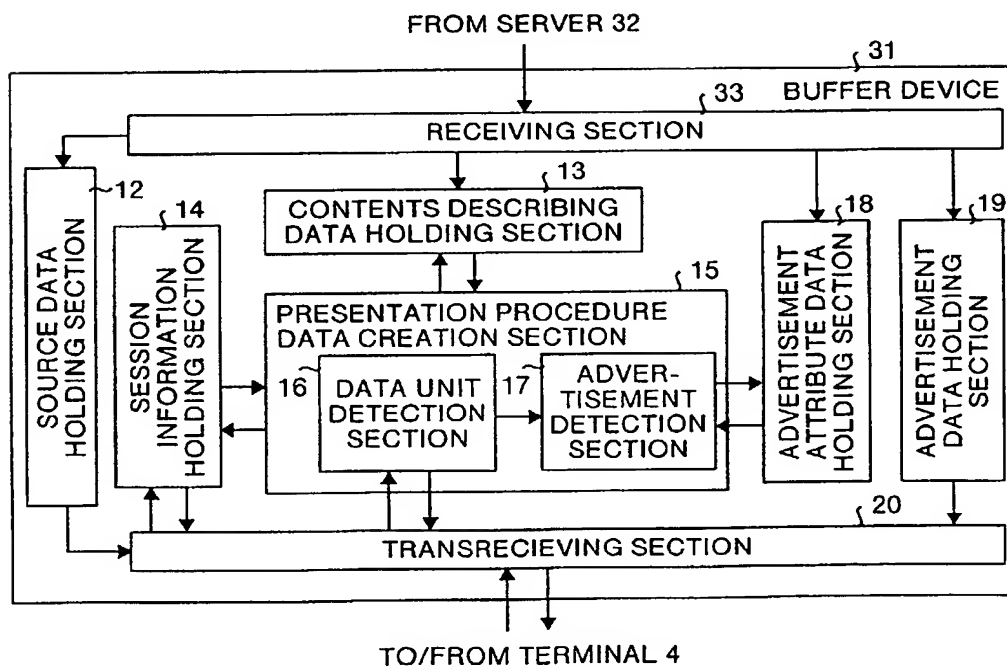 FROM SERVER 32
31
BUFFER DEVICE
33
RECEIVING SECTION
12
SOURCE DATA
HOLDING SECTION
14
SESSION
INFORMATION
HOLDING SECTION
13
CONTENTS DESCRIBING
DATA HOLDING SECTION
15
PRESENTATION PROCEDURE
DATA CREATION SECTION
16
DATA UNIT
DETECTION
SECTION
17
ADVER-
TISEMENT
DETECTION
SECTION
18
ADVERTISEMENT
ATTRIBUTE DATA
HOLDING SECTION
19
ADVERTISEMENT
DATA HOLDING
SECTION
20
TRANSRECIEVING SECTION
TO/FROM TERMINAL 4